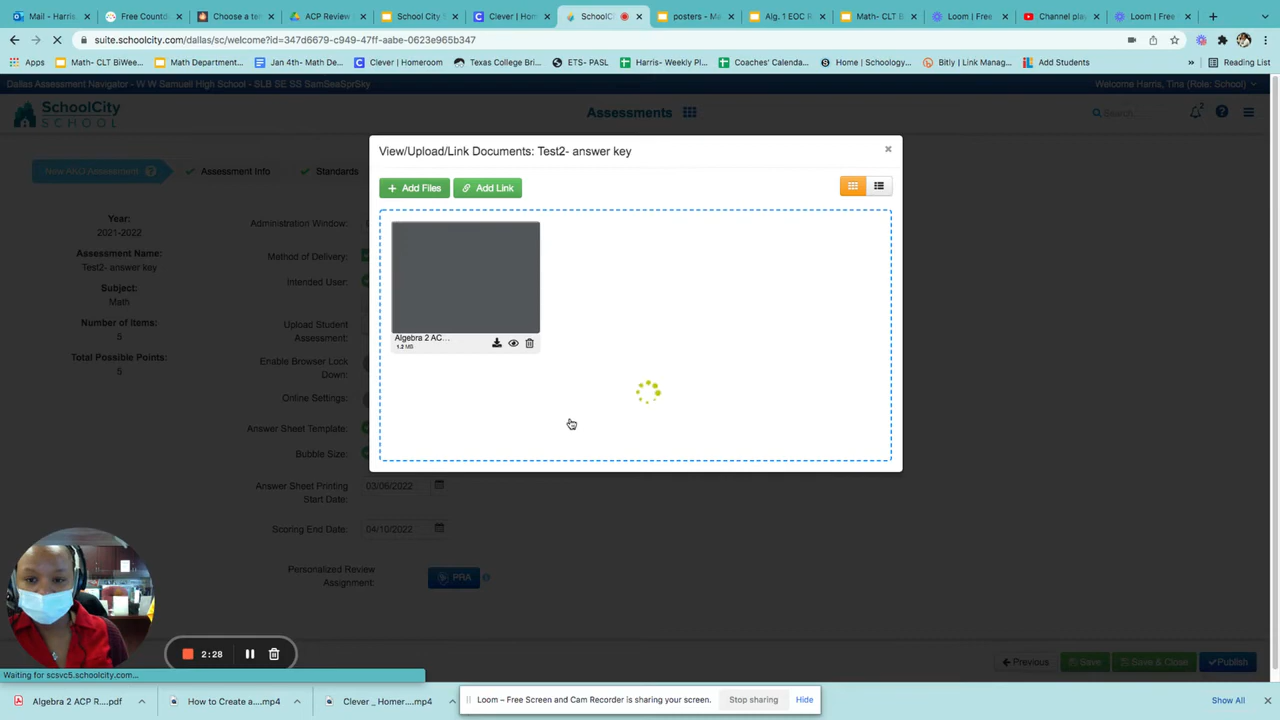 Mail - Harris,
Free Countd
Choose a te
ACP Review
School City S
Clever | Hom
SchoolC
posters - Ma
Alg. 1 EOC R
Math- CLT B
Loom | Free
Channel play
Loom | Free
suite.schoolcity.com/dallas/sc/welcome?id=347d6679-c949-47ff-aabe-0623e965b347
Apps
Math- CLT BiWee...
Math Department...
Jan 4th- Math De...
Clever | Homeroom
Texas College Bri...
ETS- PASL
Harris- Weekly Pl...
Coaches' Calenda...
Home | Schoology...
Bitly | Link Manag...
Add Students
»
Reading List
Dallas Assessment Navigator - W W Samuell High School - SLB SE SS SamSeaSprSky
Welcome Harris, Tina (Role: School)
SchoolCity
SCHOOL
Assessments
Search...
2
New AND Assessment
Assessment Info
Standards
Year:
2021-2022
Assessment Name:
Test2- answer key
Subject:
Math
Number of items:
5
Total Possible Points:
5
Administration Window:
Method of Delivery:
Intended User:
Upload Student
Assessment:
Enable Browser Lock
Down:
Online Settings:
Answer Sheet Template:
Bubble Size:
Answer Sheet Printing
Start Date:
03/06/2022
Scoring End Date:
04/10/2022
Personalized Review
Assignment:
PRA
View/Upload/Link Documents: Test2- answer key
×
+ Add Files
Add Link
Algebra 2 AC...
1.2 MB
Previous
Save
Save & Close
Publish
2:28
Waiting for scsvc5.schoolcity.com...
Algebra 2 ACP R....pdf
How to Create a....mp4
Clever _ Homer....mp4
Loom – Free Screen and Cam Recorder is sharing your screen.
Stop sharing
Hide
Show All